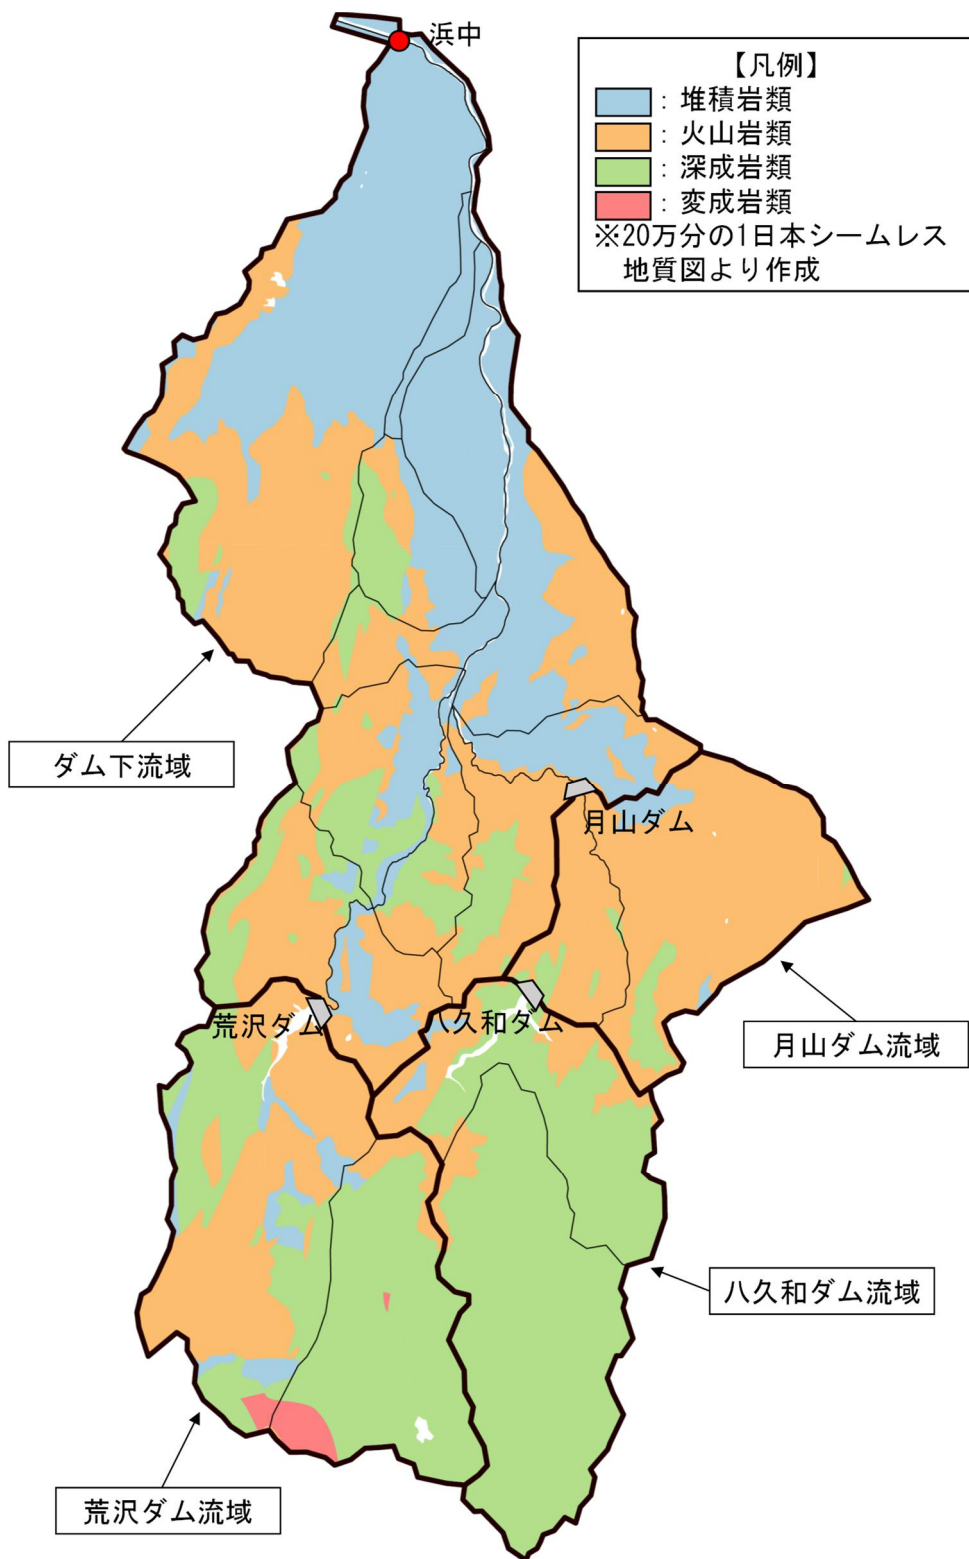 浜中
【凡例】
：堆積岩類
：火山岩類
：深成岩類
：変成岩類
※20万分の1日本シームレス
地質図より作成
ダム下流域
月山ダム
荒沢ダム
八久和ダム
月山ダム流域
八久和ダム流域
荒沢ダム流域